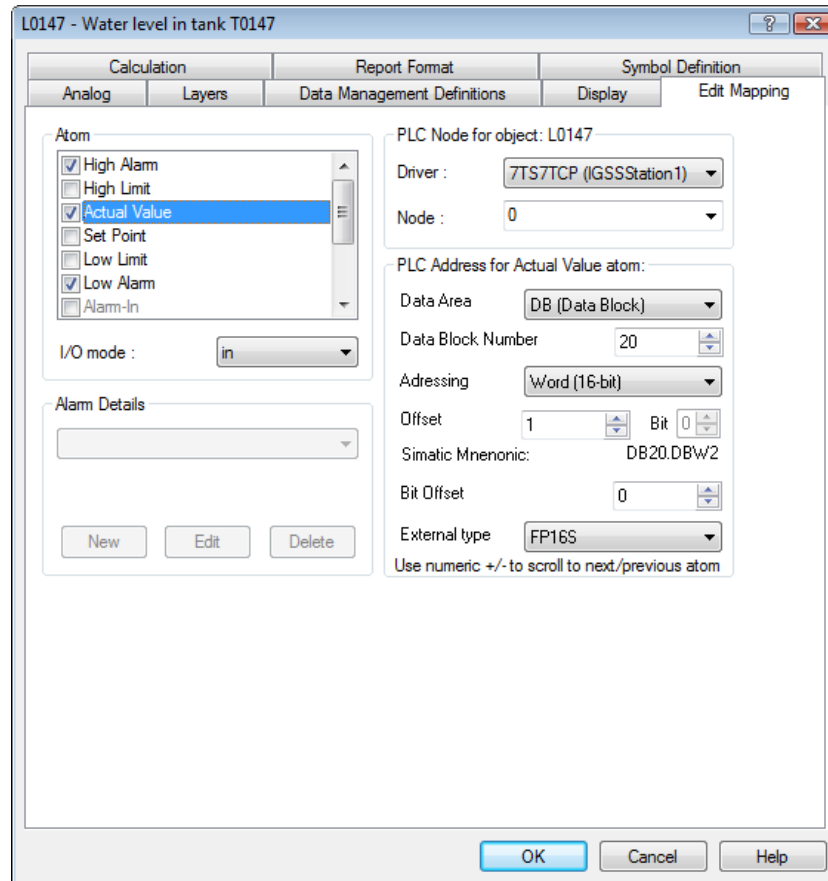 L0147 - Water level in tank T0147
Calculation Report Format Symbol Definition
Analog Layers Data Management Definitions Display Edit Mapping
Atom
High Alarm
High Limit
Actual Value
Set Point
Low Limit
Low Alarm
Alarm-In
I/O mode : in
Alarm Details
New Edit Delete
PLC Node for object: L0147
Driver : 7TS7TCP (IGSSStation1)
Node : 0
PLC Address for Actual Value atom:
Data Area DB (Data Block)
Data Block Number 20
Adressing Word (16-bit)
Offset 1 Bit 0
Simatic Mnenonic: DB20.DBW2
Bit Offset 0
External type FP16S
Use numeric +/- to scroll to next/previous atom
OK Cancel Help